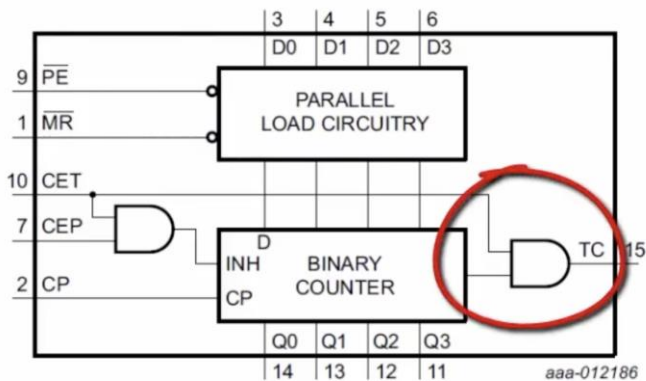 3 4 5 6
D0 D1 D2 D3
9 PE
PARALLEL
LOAD CIRCUITRY
1 MR
10 CET
7 CEP
D
INH
BINARY
COUNTER
TC 15
2 CP
CP
Q0 Q1 Q2 Q3
14 13 12 11
aaa-012186